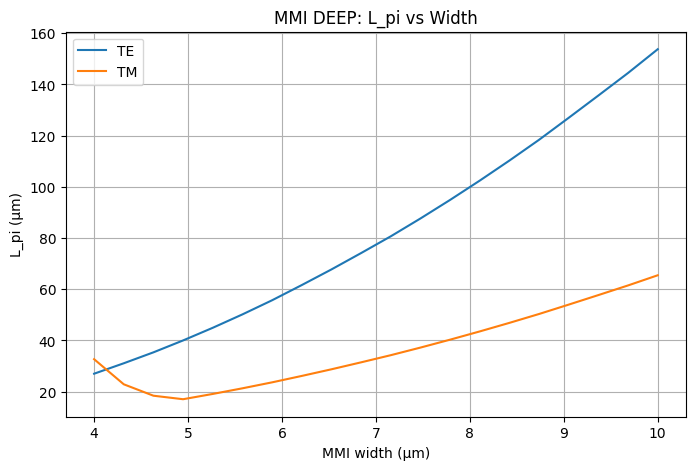 MMI DEEP: L_pi vs Width
TE
TM
L_pi (μm)
160
140
120
100
80
60
40
20
4 5 6 7 8 9 10
MMI width (μm)